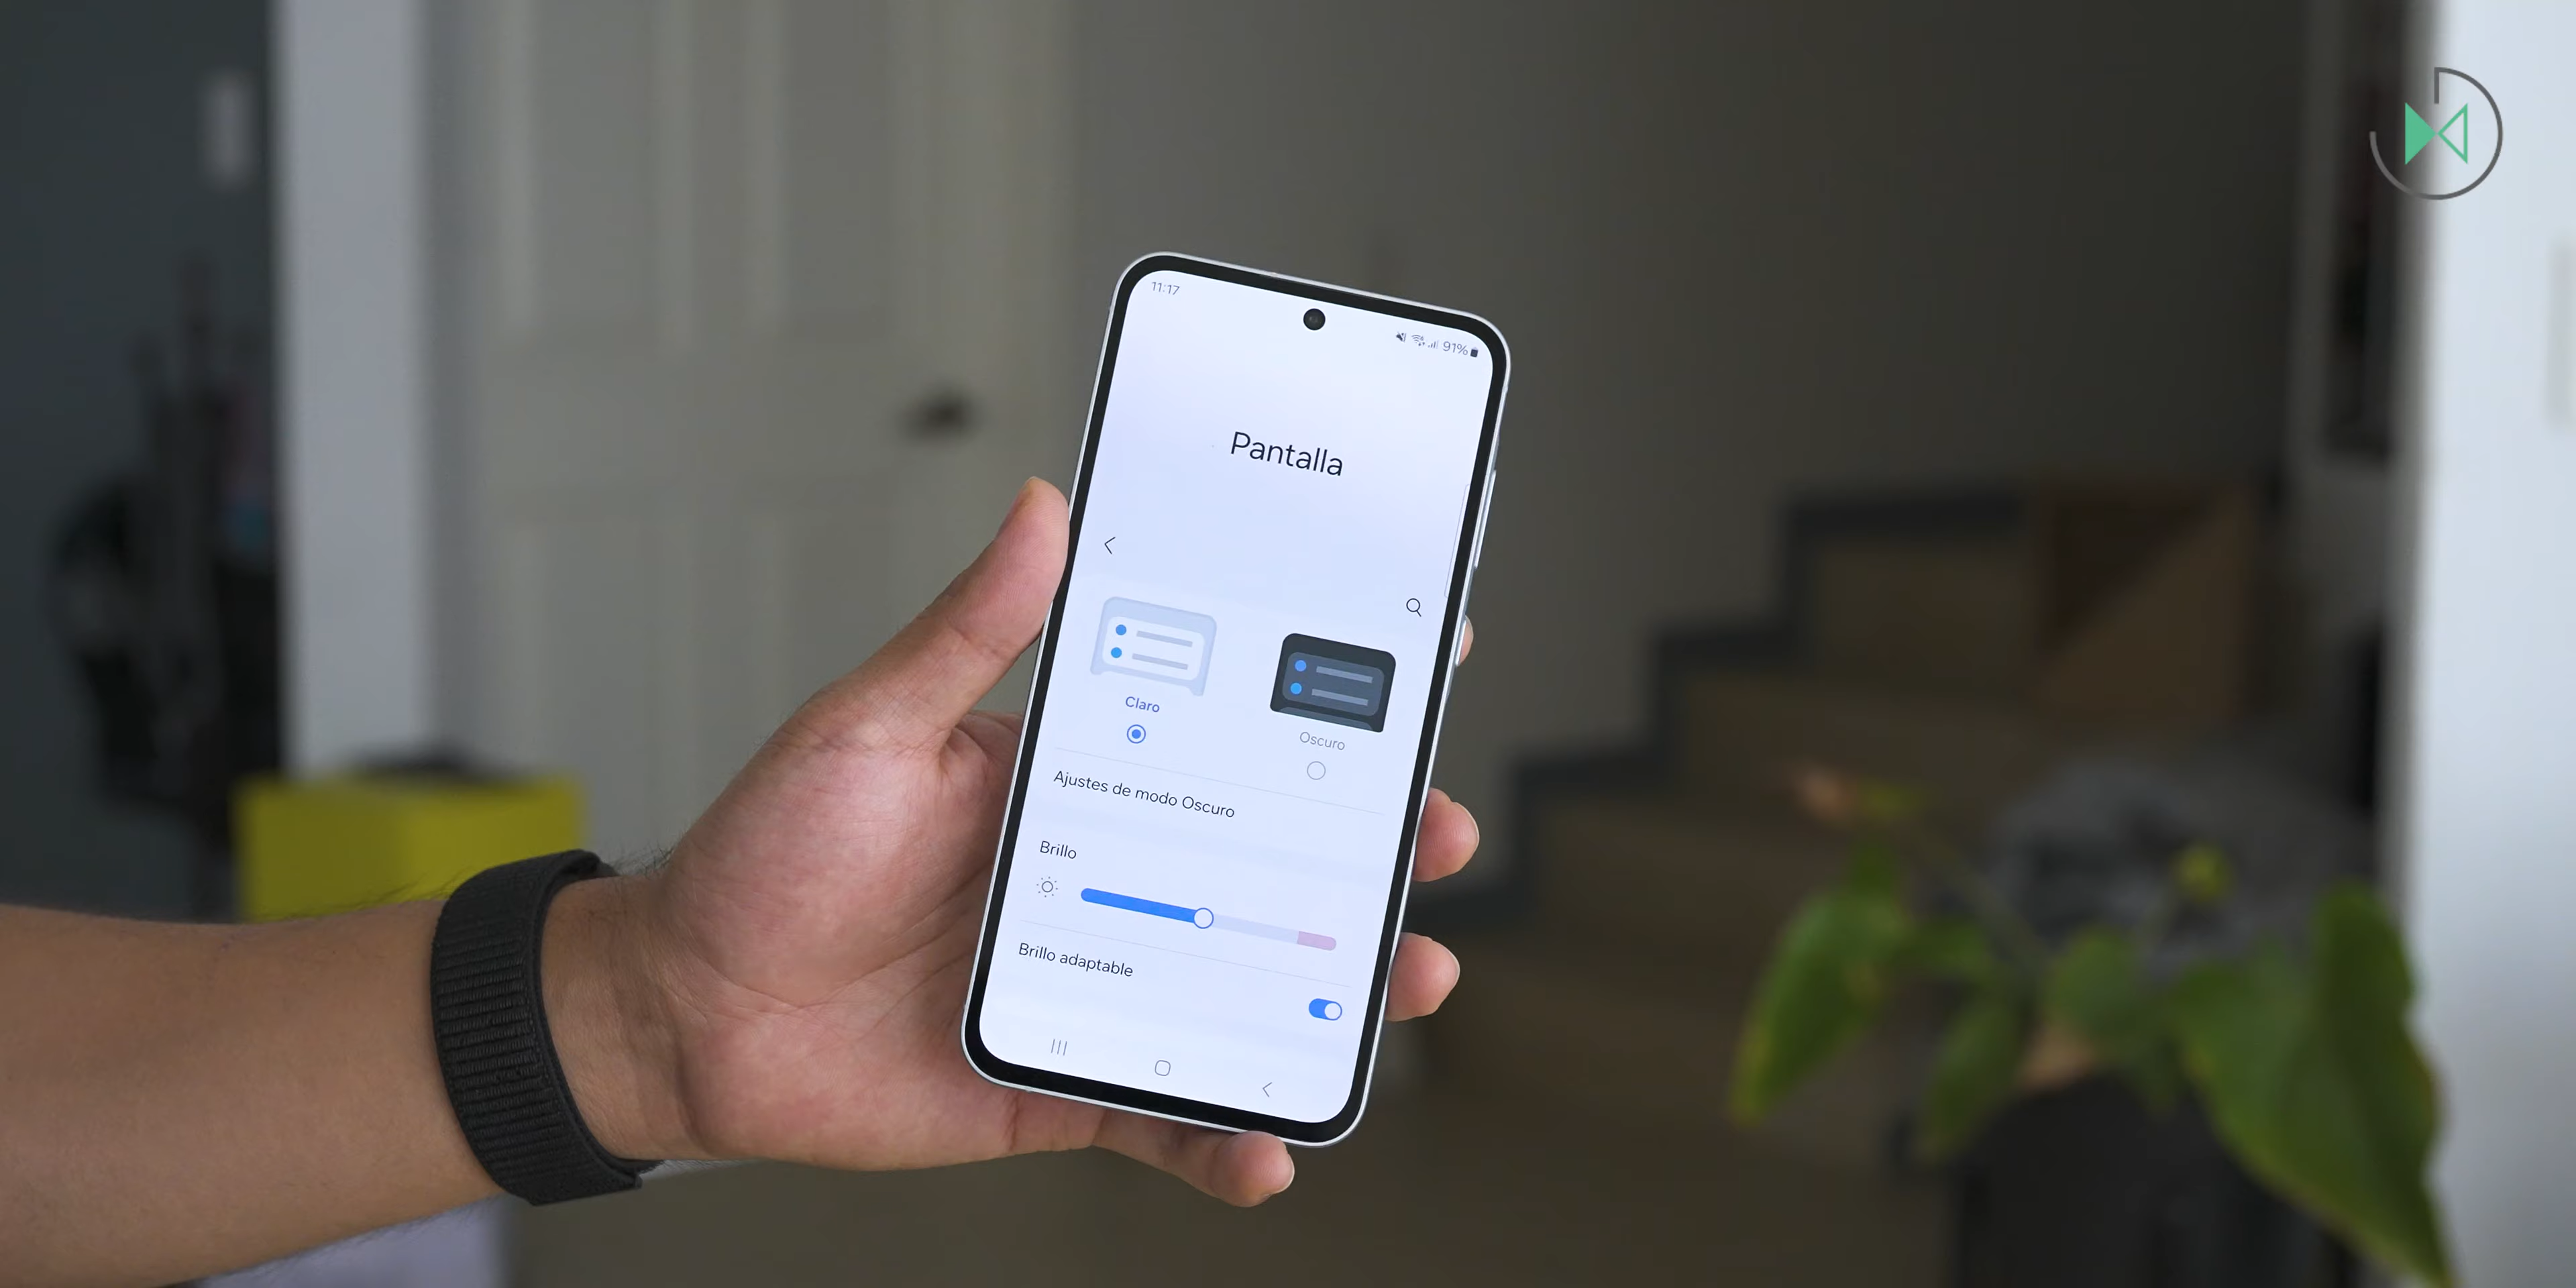 11:17
91%
Pantalla
Claro
Oscuro
Ajustes de modo Oscuro
Brillo
Brillo adaptable